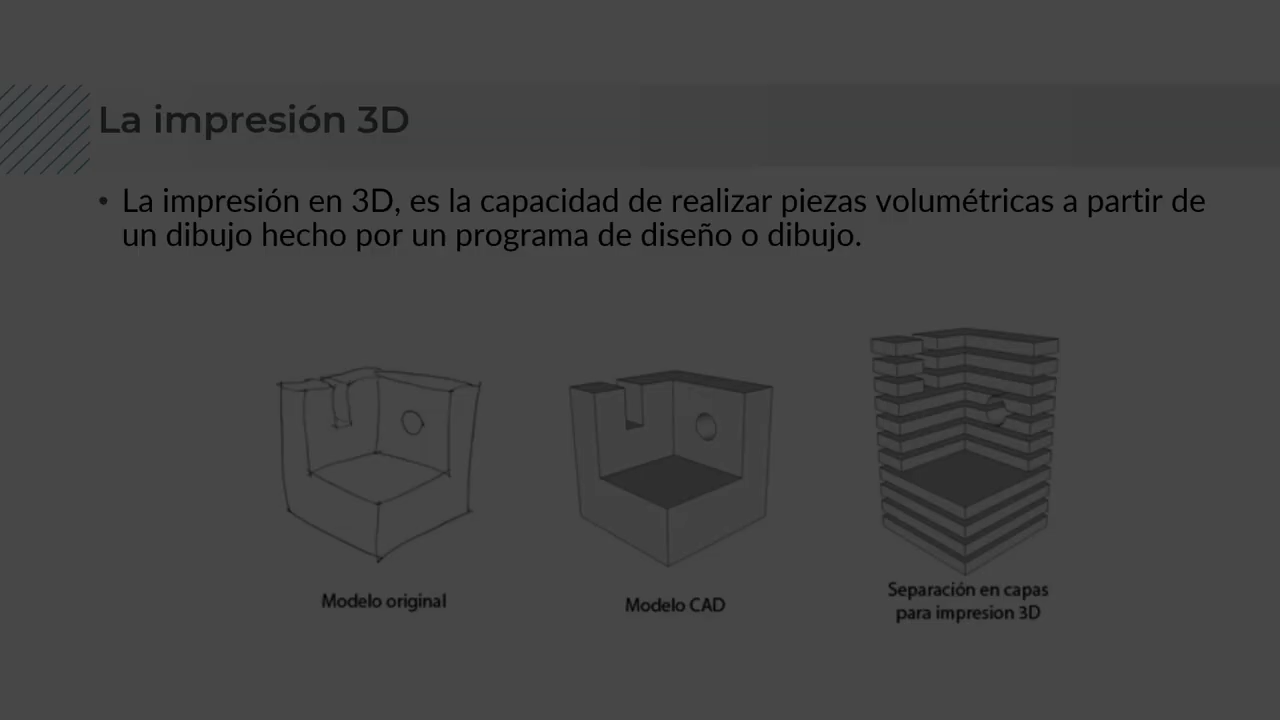 La impresión 3D
• La impresión en 3D, es la capacidad de realizar piezas volumétricas a partir de
un dibujo hecho por un programa de diseño o dibujo.
Modelo original
Modelo CAD
Separación en capas
para impresion 3D